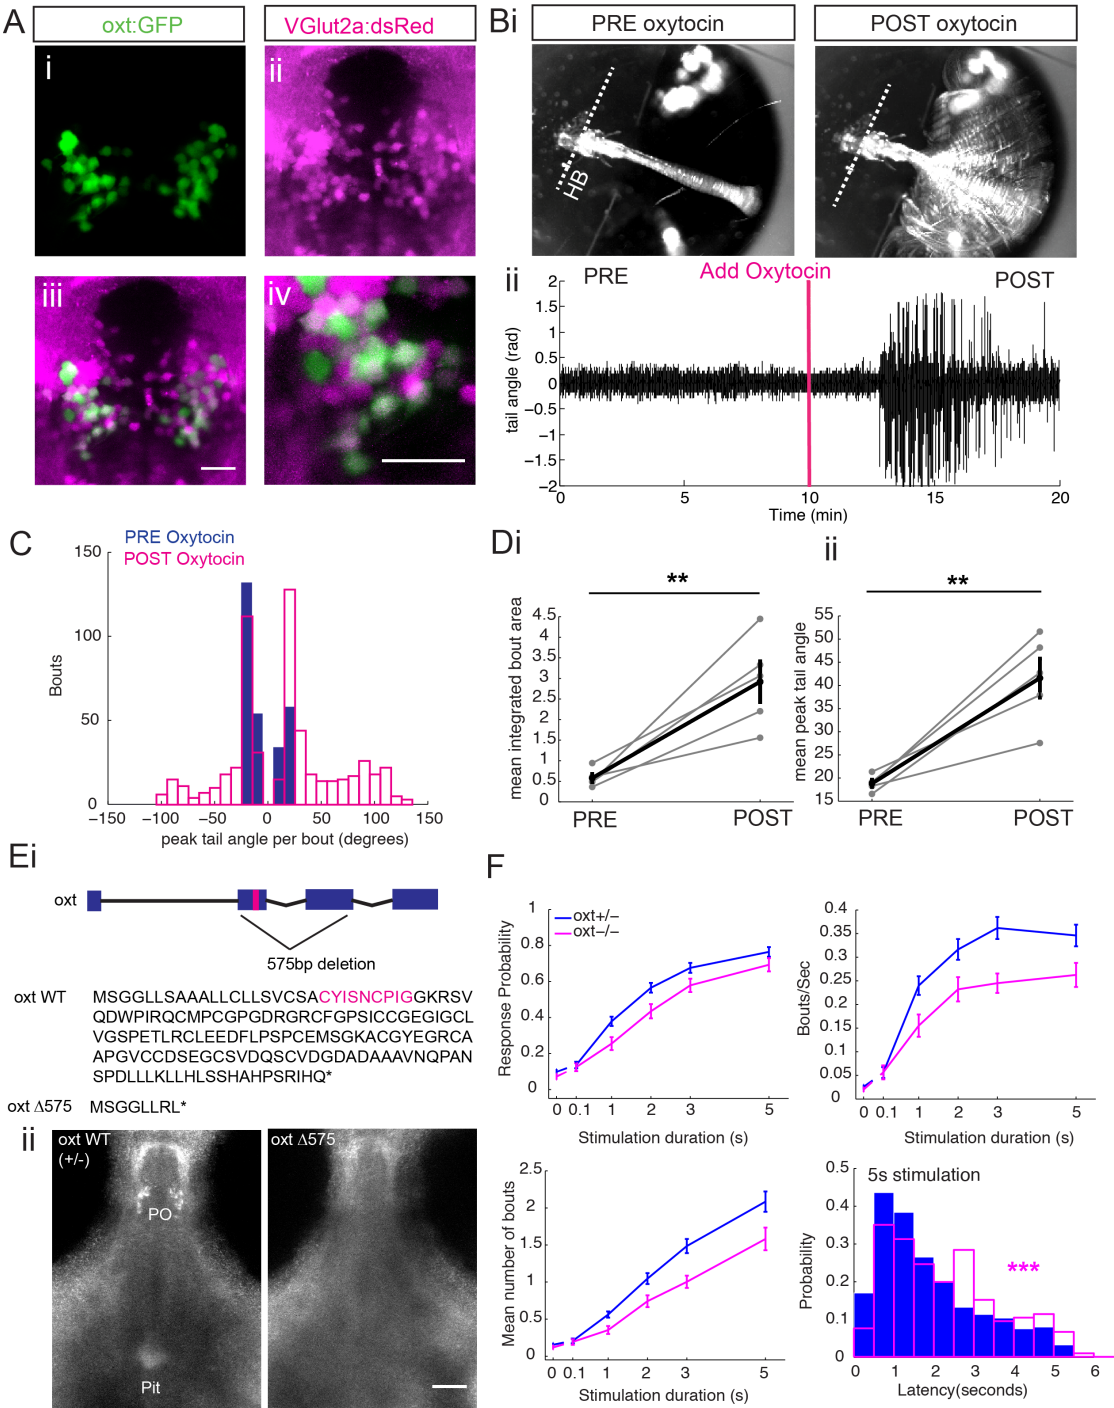 A
oxt:GFP
VGlut2a:dsRed
i
ii
iii
iv
Bi
PRE oxytocin
POST oxytocin
HB
ii
PRE
Add Oxytocin
POST
tail angle (rad)
2
1.5
1
0.5
0
−0.5
−1
−1.5
−2
0
5
10
15
20
Time (min)
C
PRE Oxytocin
POST Oxytocin
Bouts
150
100
50
0
−150
−100
−50
0
50
100
150
peak tail angle per bout (degrees)
Di
**
mean integrated bout area
4.5
4
3.5
3
2.5
2
1.5
1
0.5
0
PRE
POST
ii
**
mean peak tail angle
55
50
45
40
35
30
25
20
15
PRE
POST
Ei
oxt
575bp deletion
oxt WT
MSGGLLSAAALLCLLSVCSACYISNCPIGGKRSV
QDWPIRQCMPCGPGDRGRCFGPSICCGEGIGCL
VGSPETLRCLEEDFLPSPCEMSGKACGYEGRCA
APGVCCDSEGCSVDQSCVDGDADAAAVNQPAN
SPDLLLKLLHLSSHAHPSRIHQ*
oxt Δ575
MSGGLLRL*
ii
oxt WT
(+/-)
PO
Pit
oxt Δ575
F
oxt+/−
oxt−/−
Response Probability
1
0.8
0.6
0.4
0.2
0
0 0.1 1 2 3 5
Stimulation duration (s)
Bouts/Sec
0.4
0.35
0.3
0.25
0.2
0.15
0.1
0.05
0
0 0.1 1 2 3 5
Stimulation duration (s)
Mean number of bouts
2.5
2
1.5
1
0.5
0
0 0.1 1 2 3 5
Stimulation duration (s)
5s stimulation
***
Probability
0.5
0.4
0.3
0.2
0.1
0
0 1 2 3 4 5 6
Latency(seconds)